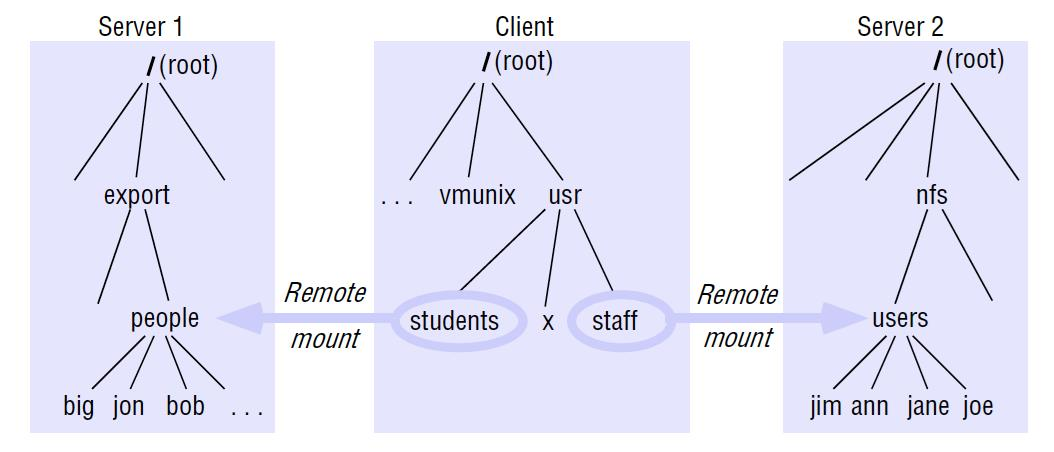 Server 1 Client Server 2
/ (root) / (root) / (root)
export . . . vmunix usr nfs
Remote Remote
people students x staff users
mount mount
big jon bob . . . jim ann jane joe